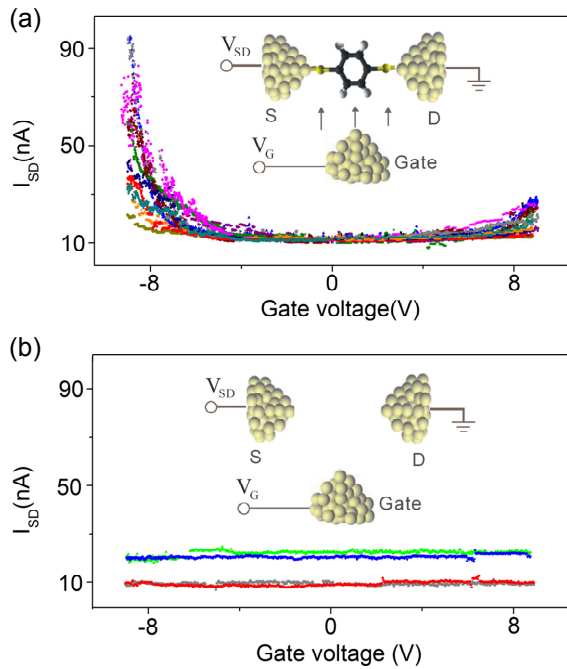 (a)
90
50
10
I_SD(nA)
V_SD
S
D
V_G
Gate
-8
0
8
Gate voltage(V)
(b)
90
50
10
I_SD(nA)
V_SD
S
D
V_G
Gate
-8
0
8
Gate voltage (V)